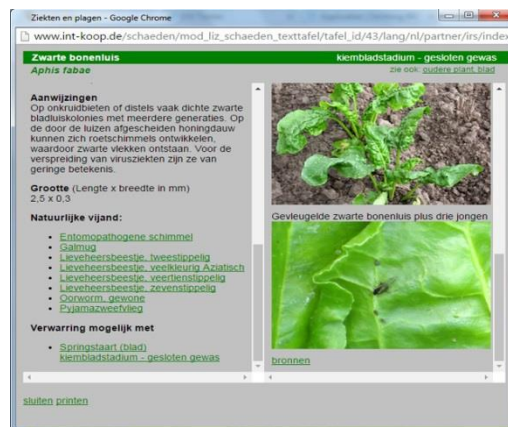 Ziekten en plagen - Google Chrome
www.int-koop.de/schaeden/mod_liz_schaeden_texttafel/tafel_id/43/lang/nl/partner/irs/index
Zwarte bonenluis
kiembladstadium - gesloten gewas
Aphis fabae
zie ook: oudere plant, blad
Aanwijzingen
Op onkruidbieten of distels vaak dichte zwarte
bladluiskolonies met meerdere generaties. Op
de door de luizen afgescheiden honingdauw
kunnen zich roetschimmels ontwikkelen,
waardoor zwarte vlekken ontstaan. Voor de
verspreiding van virusziekten zijn ze van
geringe betekenis.
Grootte (Lengte x breedte in mm)
2,5 x 0,3
Natuurlijke vijand:
Entomopathogene schimmel
Galmug
Lieveheersbeestje, tweestippelig
Lieveheersbeestje, veelkleurig Aziatisch
Lieveheersbeestje, veertienstippelig
Lieveheersbeestje, zevenstippelig
Oorworm, gewone
Pyjamazweefvlieg
Verwarring mogelijk met
Springstaart (blad)
kiembladstadium - gesloten gewas
Gevleugelde zwarte bonenluis plus drie jongen
bronnen
sluiten printen